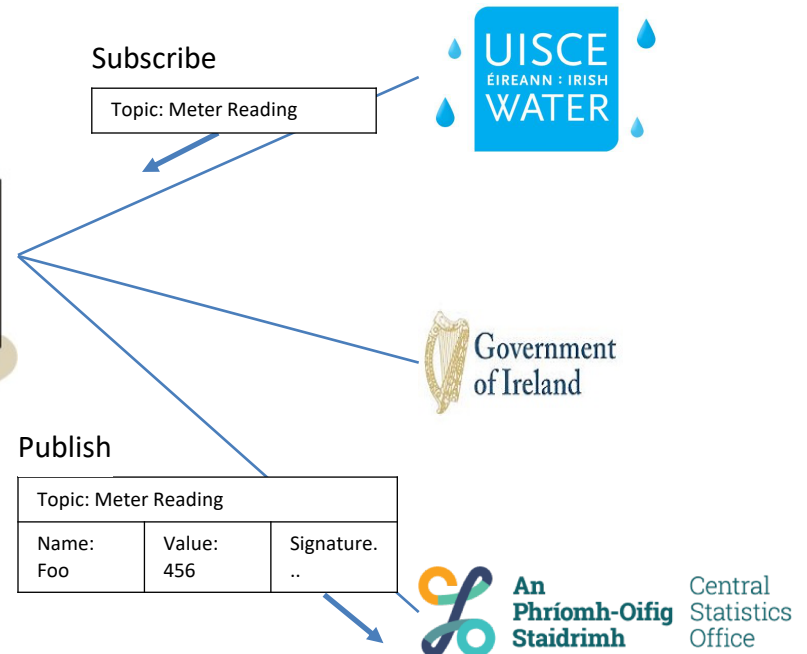 Subscribe
Topic: Meter Reading
UISCE
ÉIREANN : IRISH
WATER
Government
of Ireland
Publish
Topic: Meter Reading
Name:
Foo
Value:
456
Signature.
..
An
Phríomh-Oifig
Staidrimh
Central
Statistics
Office